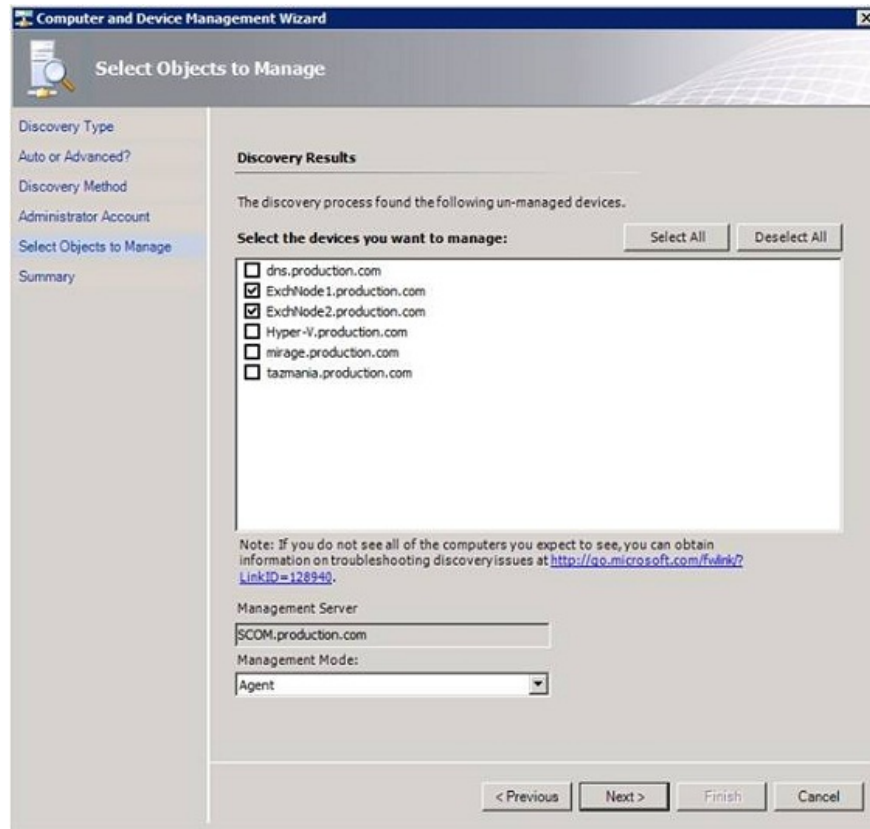 Computer and Device Management Wizard
Select Objects to Manage
Discovery Type
Auto or Advanced?
Discovery Method
Administrator Account
Select Objects to Manage
Summary
Discovery Results
The discovery process found the following un-managed devices.
Select the devices you want to manage:
Select All
Deselect All
dns.production.com
ExchNode1.production.com
ExchNode2.production.com
Hyper-V.production.com
mirage.production.com
tazmania.production.com
Note: If you do not see all of the computers you expect to see, you can obtain
information on troubleshooting discovery issues at http://go.microsoft.com/fwlink/?
LinkID=128940.
Management Server
SCOM.production.com
Management Mode:
Agent
< Previous
Next >
Finish
Cancel